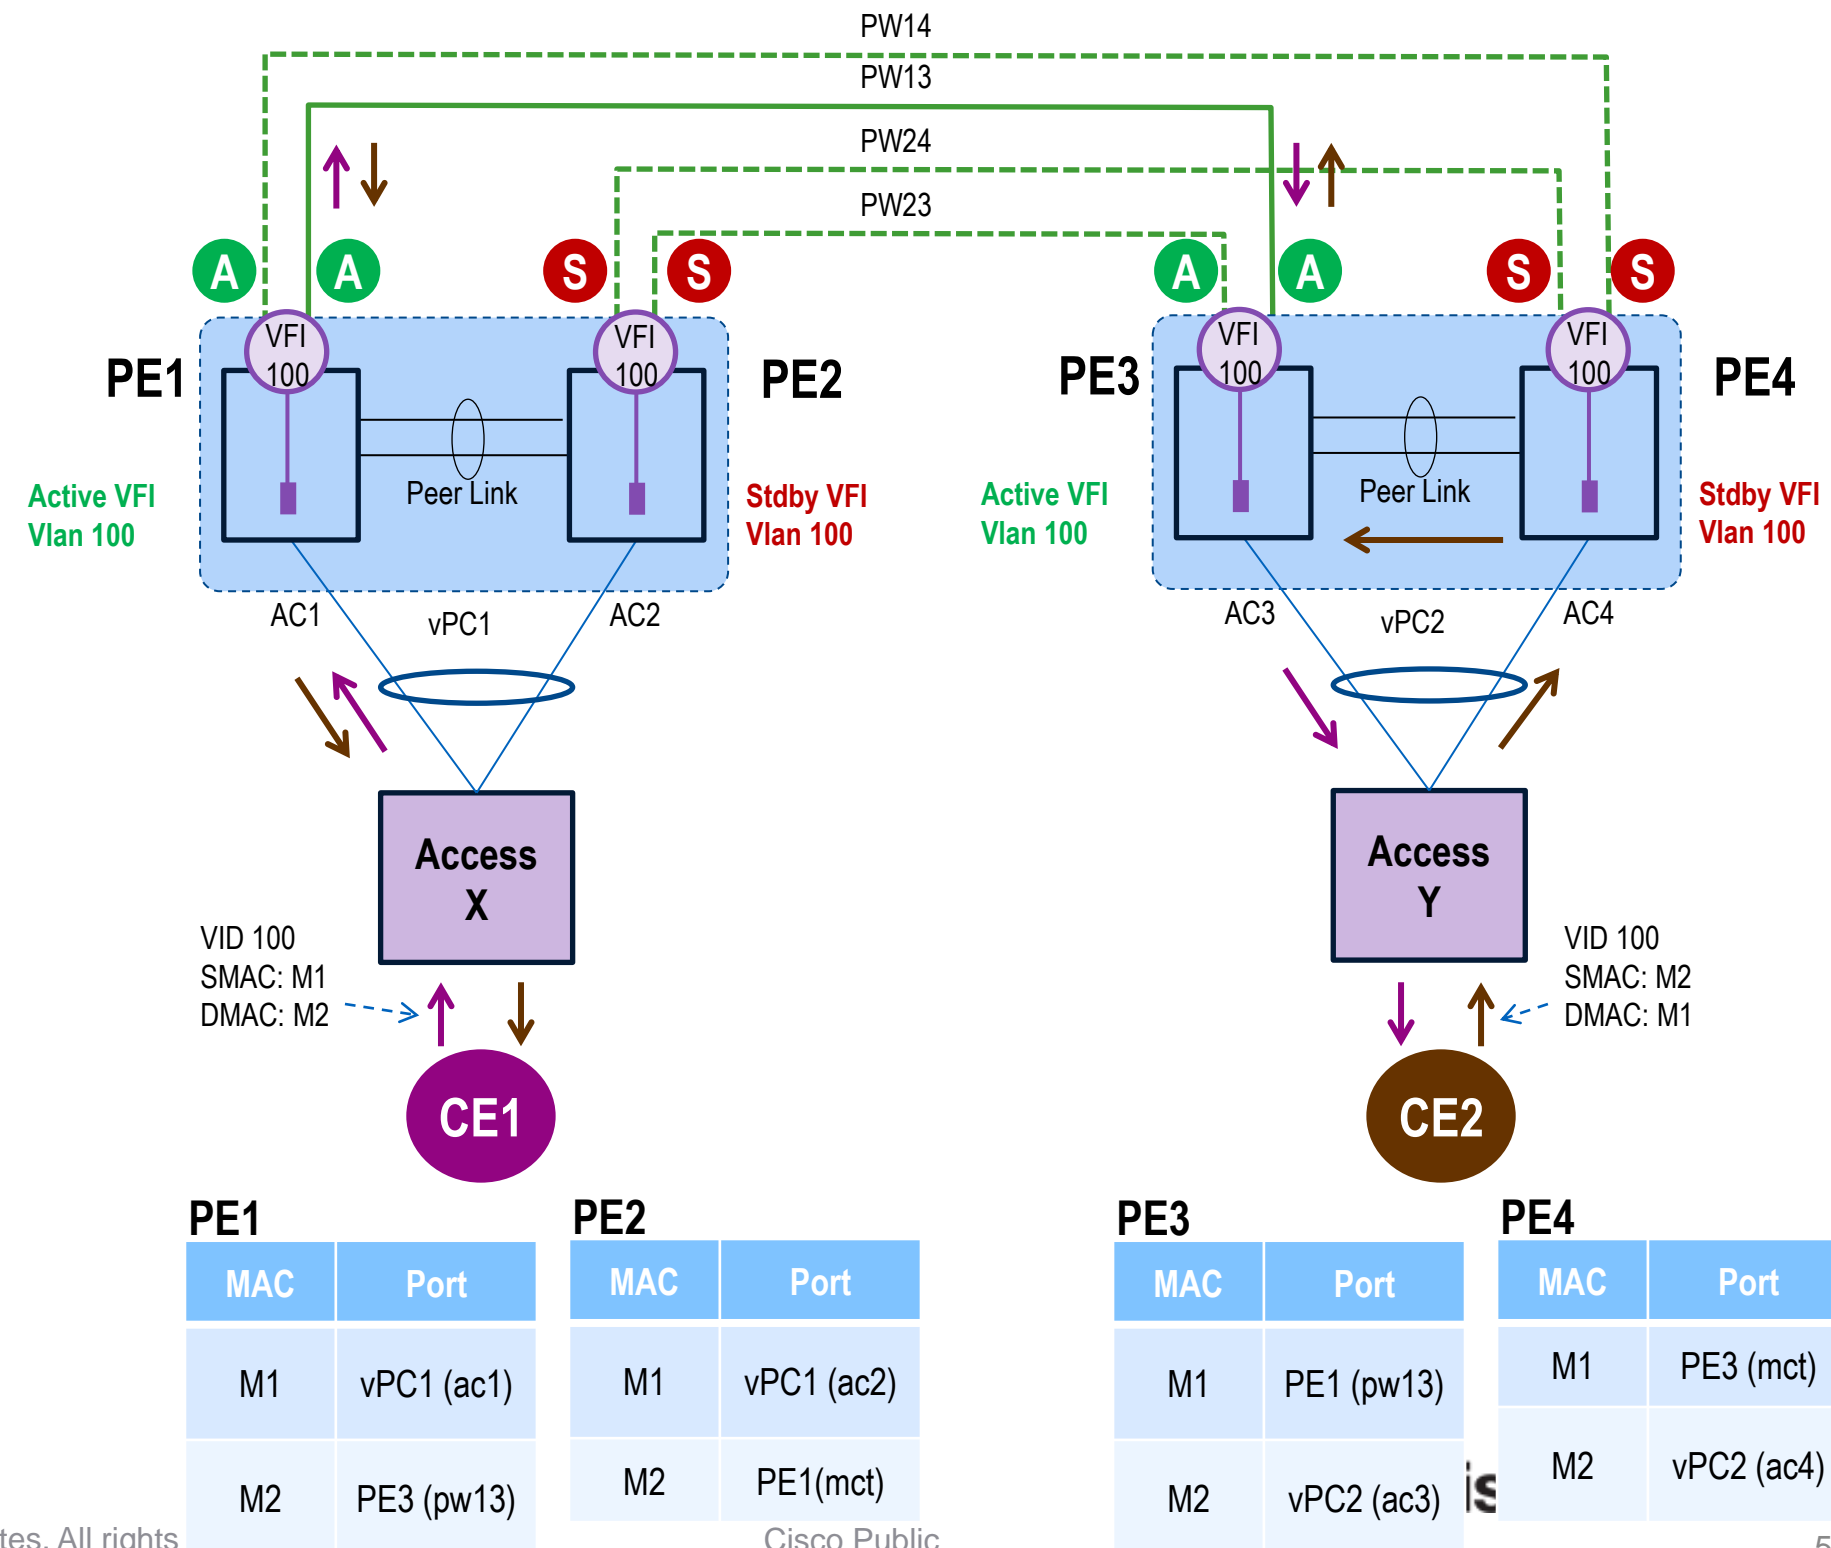 PW14
PW13
PW24
PW23
A A S S A A S S
VFI
100
VFI
100
VFI
100
VFI
100
PE1
PE2
PE3
PE4
Active VFI
Vlan 100
Peer Link
Stdby VFI
Vlan 100
Active VFI
Vlan 100
Peer Link
Stdby VFI
Vlan 100
AC1
vPC1
AC2
AC3
vPC2
AC4
Access
X
Access
Y
VID 100
SMAC: M1
DMAC: M2
VID 100
SMAC: M2
DMAC: M1
CE1
CE2
PE1
MAC Port
M1 vPC1 (ac1)
M2 PE3 (pw13)
PE2
MAC Port
M1 vPC1 (ac2)
M2 PE1(mct)
PE3
MAC Port
M1 PE1 (pw13)
M2 vPC2 (ac3)
PE4
MAC Port
M1 PE3 (mct)
M2 vPC2 (ac4)
is
tes. All rights
Cisco Public